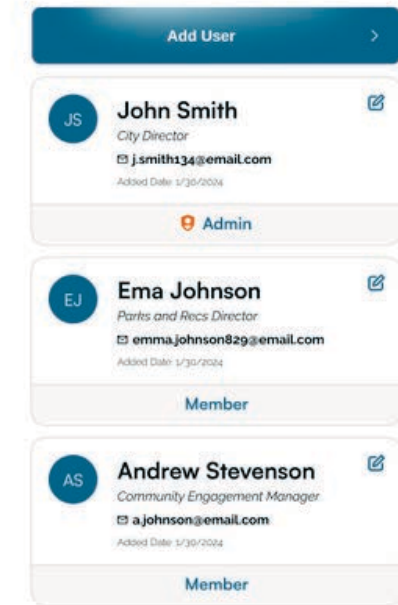 Add User
JS
John Smith
City Director
j.smith134@email.com
Added Date: 1/30/2024
Admin
EJ
Ema Johnson
Parks and Recs Director
emma.johnson829@email.com
Added Date: 1/30/2024
Member
AS
Andrew Stevenson
Community Engagement Manager
a.johnson@email.com
Added Date: 1/30/2024
Member